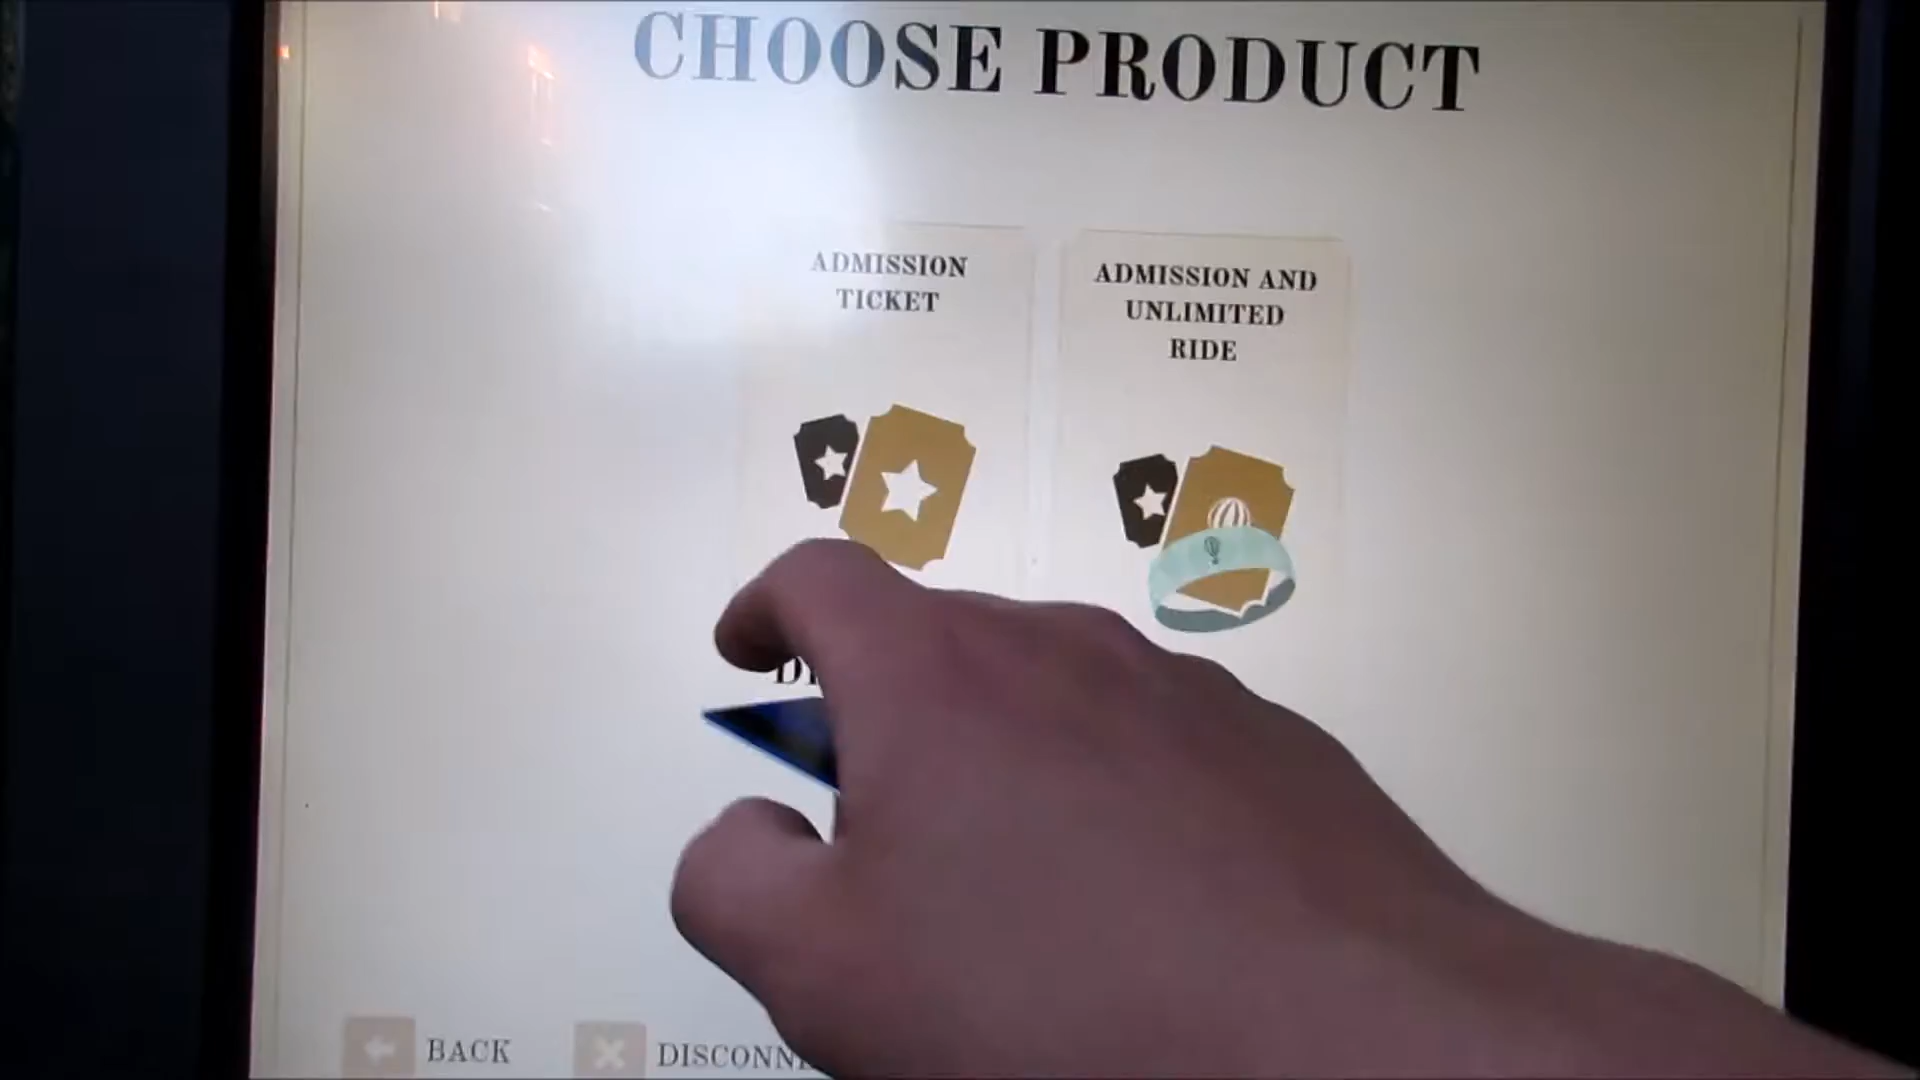 CHOOSE PRODUCT
ADMISSION
TICKET
ADMISSION AND
UNLIMITED
RIDE
BACK